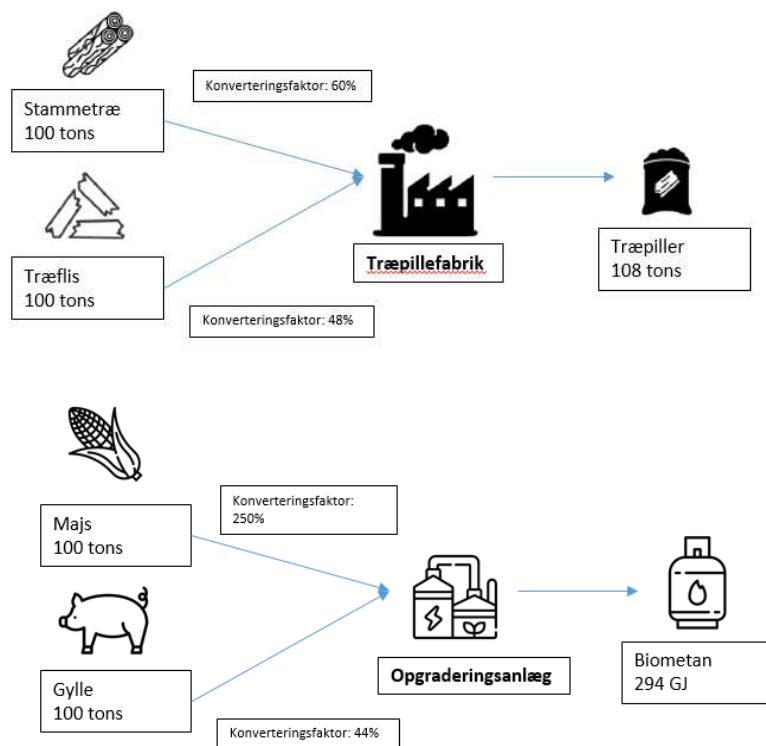 Konverteringsfaktor: 60%
Stammetræ
100 tons
Træpillefabrik
Træpiller
108 tons
Træflis
100 tons
Konverteringsfaktor: 48%
Konverteringsfaktor:
250%
Majs
100 tons
Opgraderingsanlæg
Biometan
294 GJ
Gylle
100 tons
Konverteringsfaktor: 44%